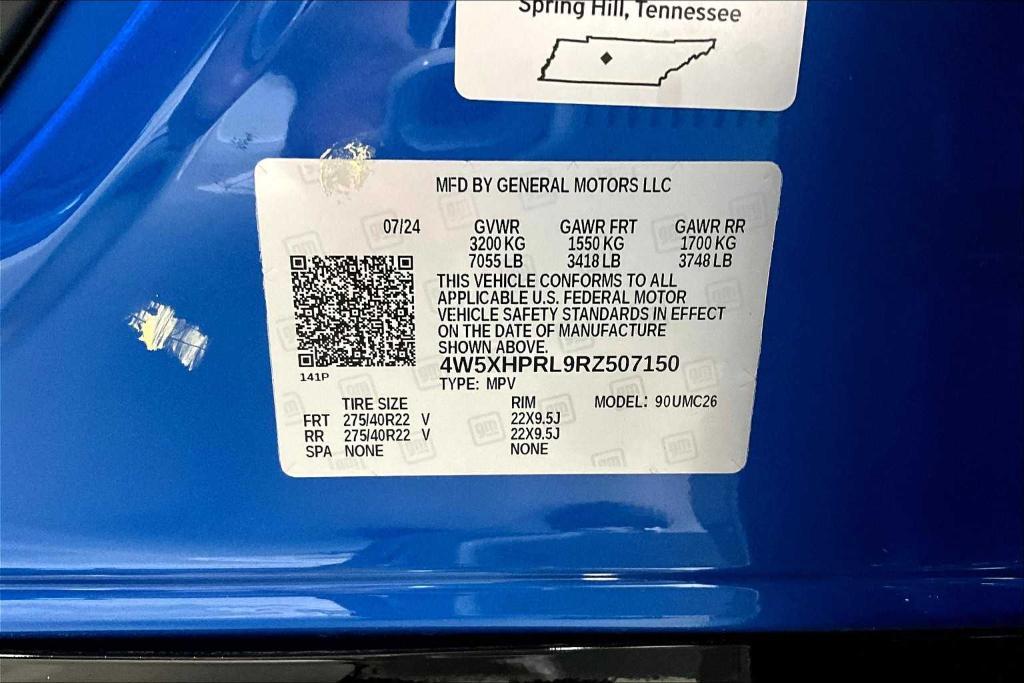 Spring Hill, Tennessee
MFD BY GENERAL MOTORS LLC
07/24 GVWR GAWR FRT GAWR RR
3200 KG 1550 KG 1700 KG
7055 LB 3418 LB 3748 LB
THIS VEHICLE CONFORMS TO ALL
APPLICABLE U.S. FEDERAL MOTOR
VEHICLE SAFETY STANDARDS IN EFFECT
ON THE DATE OF MANUFACTURE
SHOWN ABOVE.
4W5XHPRL9RZ507150
141P
TYPE: MPV
TIRE SIZE RIM MODEL: 90UMC26
FRT 275/40R22 V 22X9.5J
RR 275/40R22 V 22X9.5J
SPA NONE NONE